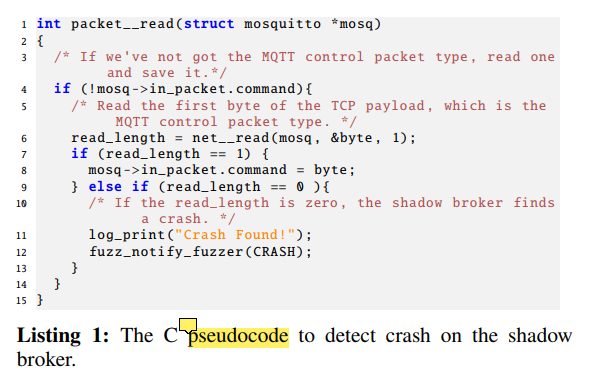 1 int packet__read(struct mosquitto *mosq)
2 {
3 /* If we've not got the MQTT control packet type, read one
and save it.*/
4 if (!mosq->in_packet.command){
5 /* Read the first byte of the TCP payload, which is the
MQTT control packet type. */
6 read_length = net__read(mosq, &byte, 1);
7 if (read_length == 1) {
8 mosq->in_packet.command = byte;
9 } else if (read_length == 0 ){
10 /* If the read_length is zero, the shadow broker finds
a crash. */
11 log_print("Crash Found!");
12 fuzz_notify_fuzzer(CRASH);
13 }
14 }
15 }
Listing 1: The C pseudocode to detect crash on the shadow
broker.